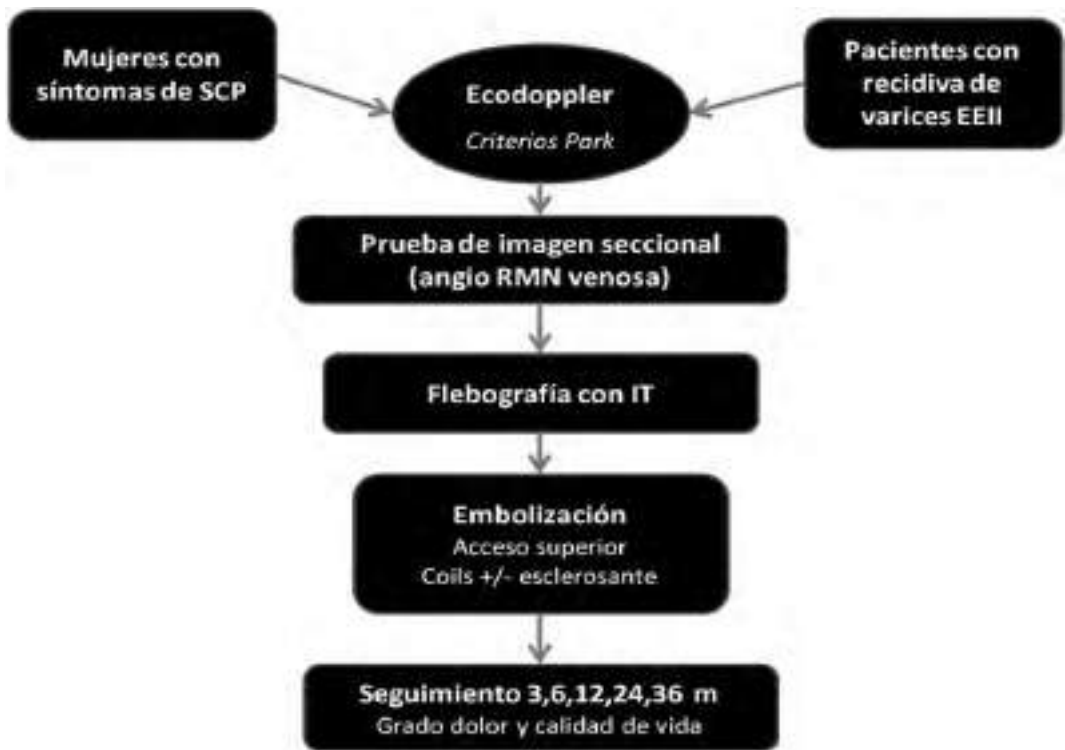 Mujeres con
síntomas de SCP
Ecodoppler
Criterios Park
Pacientes con
recidiva de
varices EEII
Prueba de imagen seccional
(angio RMN venosa)
Flebografía con IT
Embolización
Acceso superior
Coils +/- esclerosante
Seguimiento 3,6,12,24,36 m
Grado dolor y calidad de vida